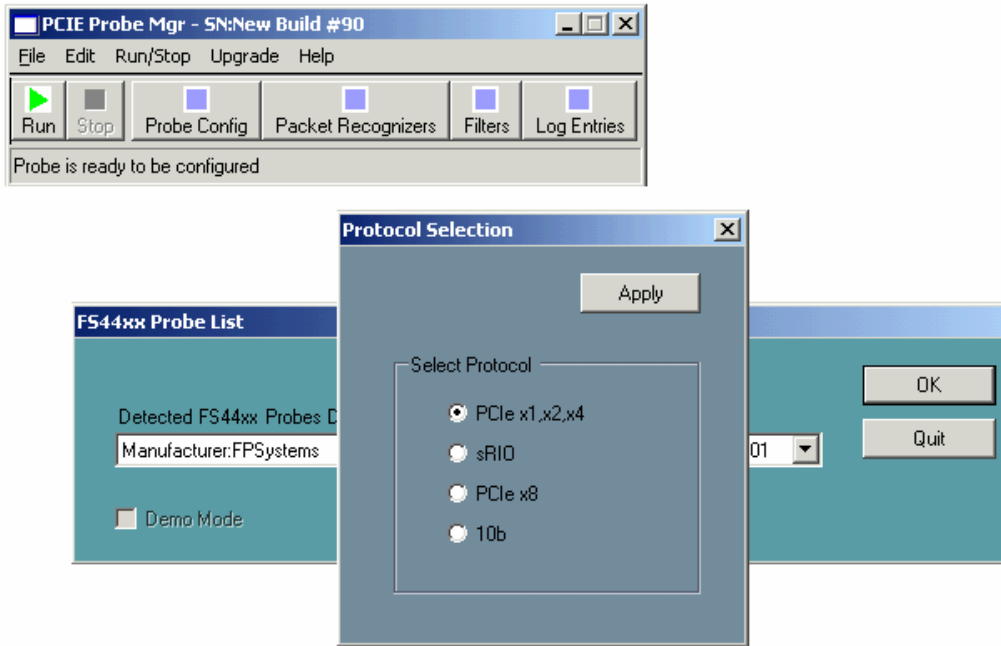 PCIE Probe Mgr - SN:New Build #90
File Edit Run/Stop Upgrade Help
Run Stop Probe Config Packet Recognizers Filters Log Entries
Probe is ready to be configured
Protocol Selection
Apply
Select Protocol
PCIe x1,x2,x4
sRIO
PCIe x8
10b
FS44xx Probe List
Detected FS44xx Probes D
Manufacturer:FPSystems
01
Demo Mode
OK
Quit